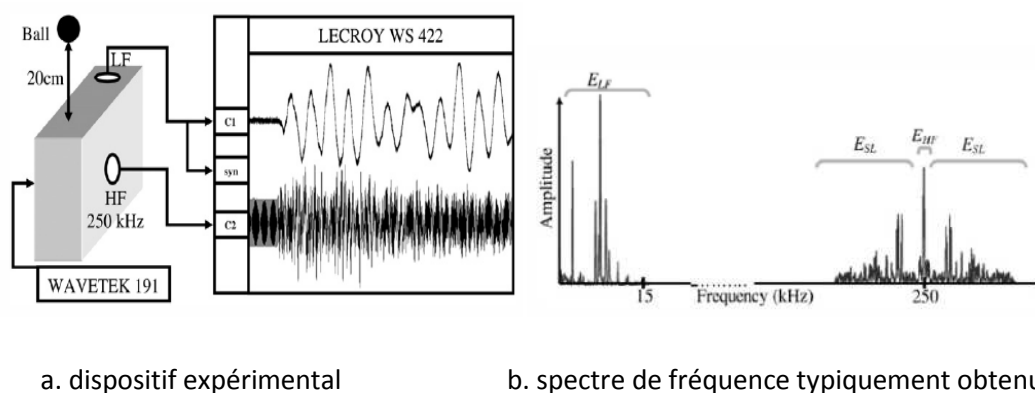 Ball
LF
20cm
HF
250 kHz
WAVETEK 191
LECROY WS 422
C1
syn
C2
Amplitude
E_LF
E_SL
E_HF
E_SL
15
Frequency (kHz)
250
a. dispositif expérimental
b. spectre de fréquence typiquement obtenu